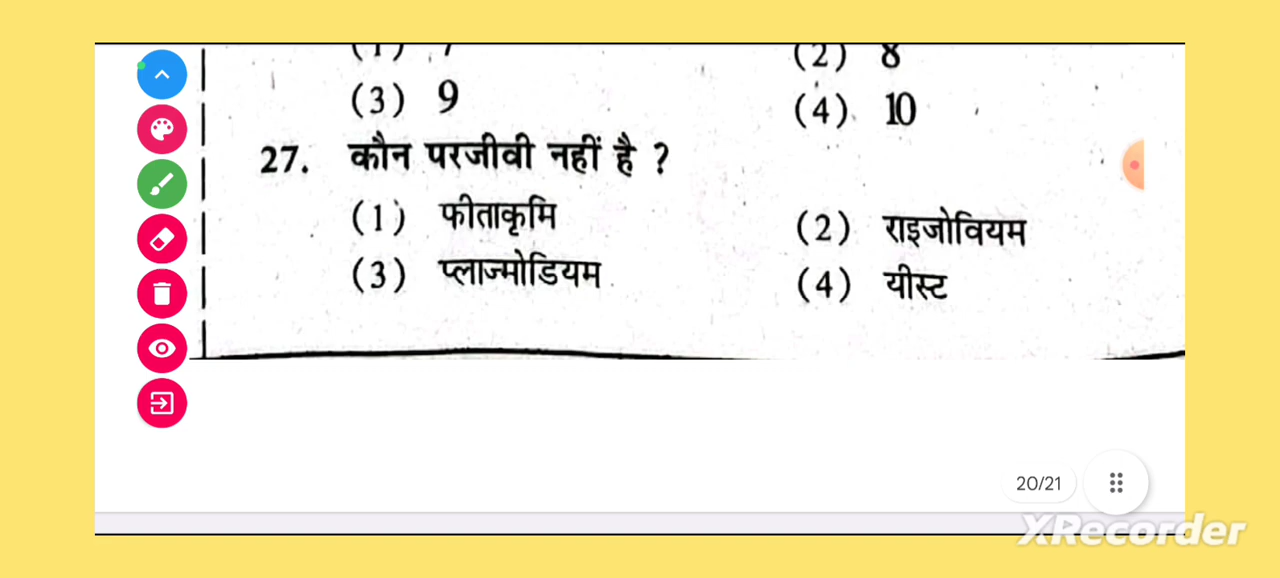 (2) 8
(3) 9
(4) 10
27. कौन परजीवी नहीं है ?
(1) फीताकृमि
(2) राइजोवियम
(3) प्लाज्मोडियम
(4) यीस्ट
20/21
XRecorder